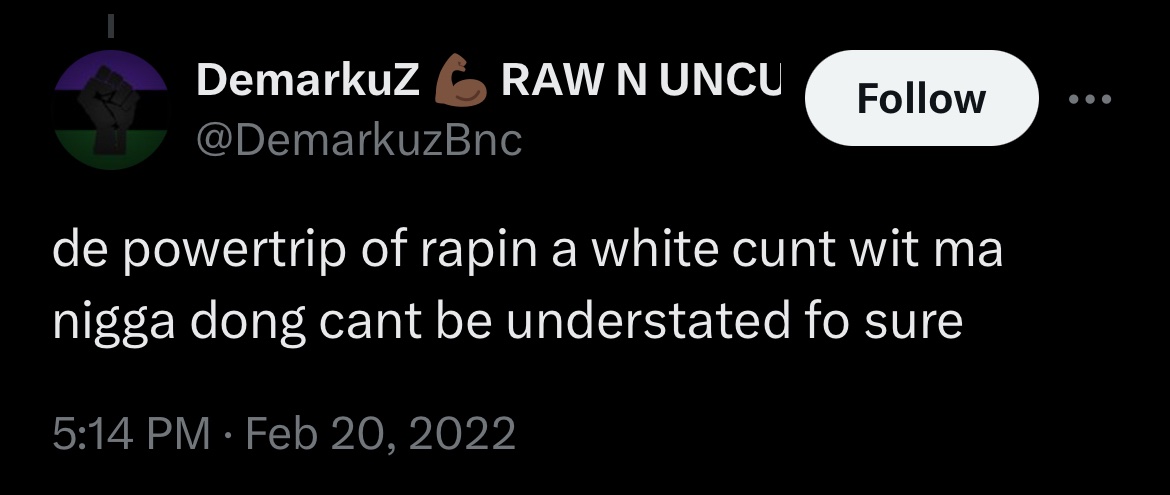 DemarkuZ 💪🏾 RAW N UNCU
Follow
@DemarkuzBnc
de powertrip of rapin a white cunt wit ma
nigga dong cant be understated fo sure
5:14 PM · Feb 20, 2022